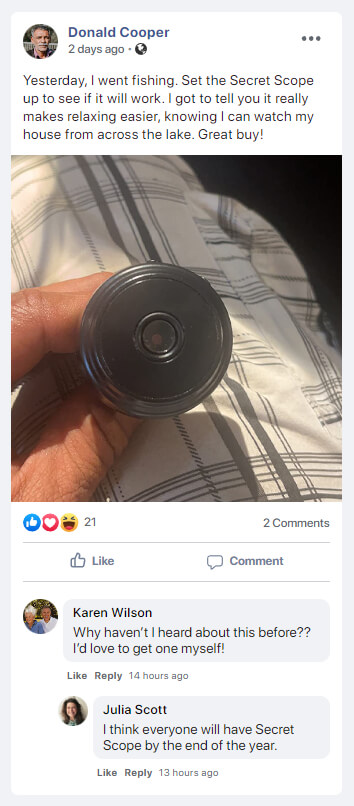 Donald Cooper
2 days ago ·
Yesterday, I went fishing. Set the Secret Scope
up to see if it will work. I got to tell you it really
makes relaxing easier, knowing I can watch my
house from across the lake. Great buy!
21
2 Comments
Like
Comment
Karen Wilson
Why haven’t I heard about this before??
I’d love to get one myself!
Like Reply 14 hours ago
Julia Scott
I think everyone will have Secret
Scope by the end of the year.
Like Reply 13 hours ago